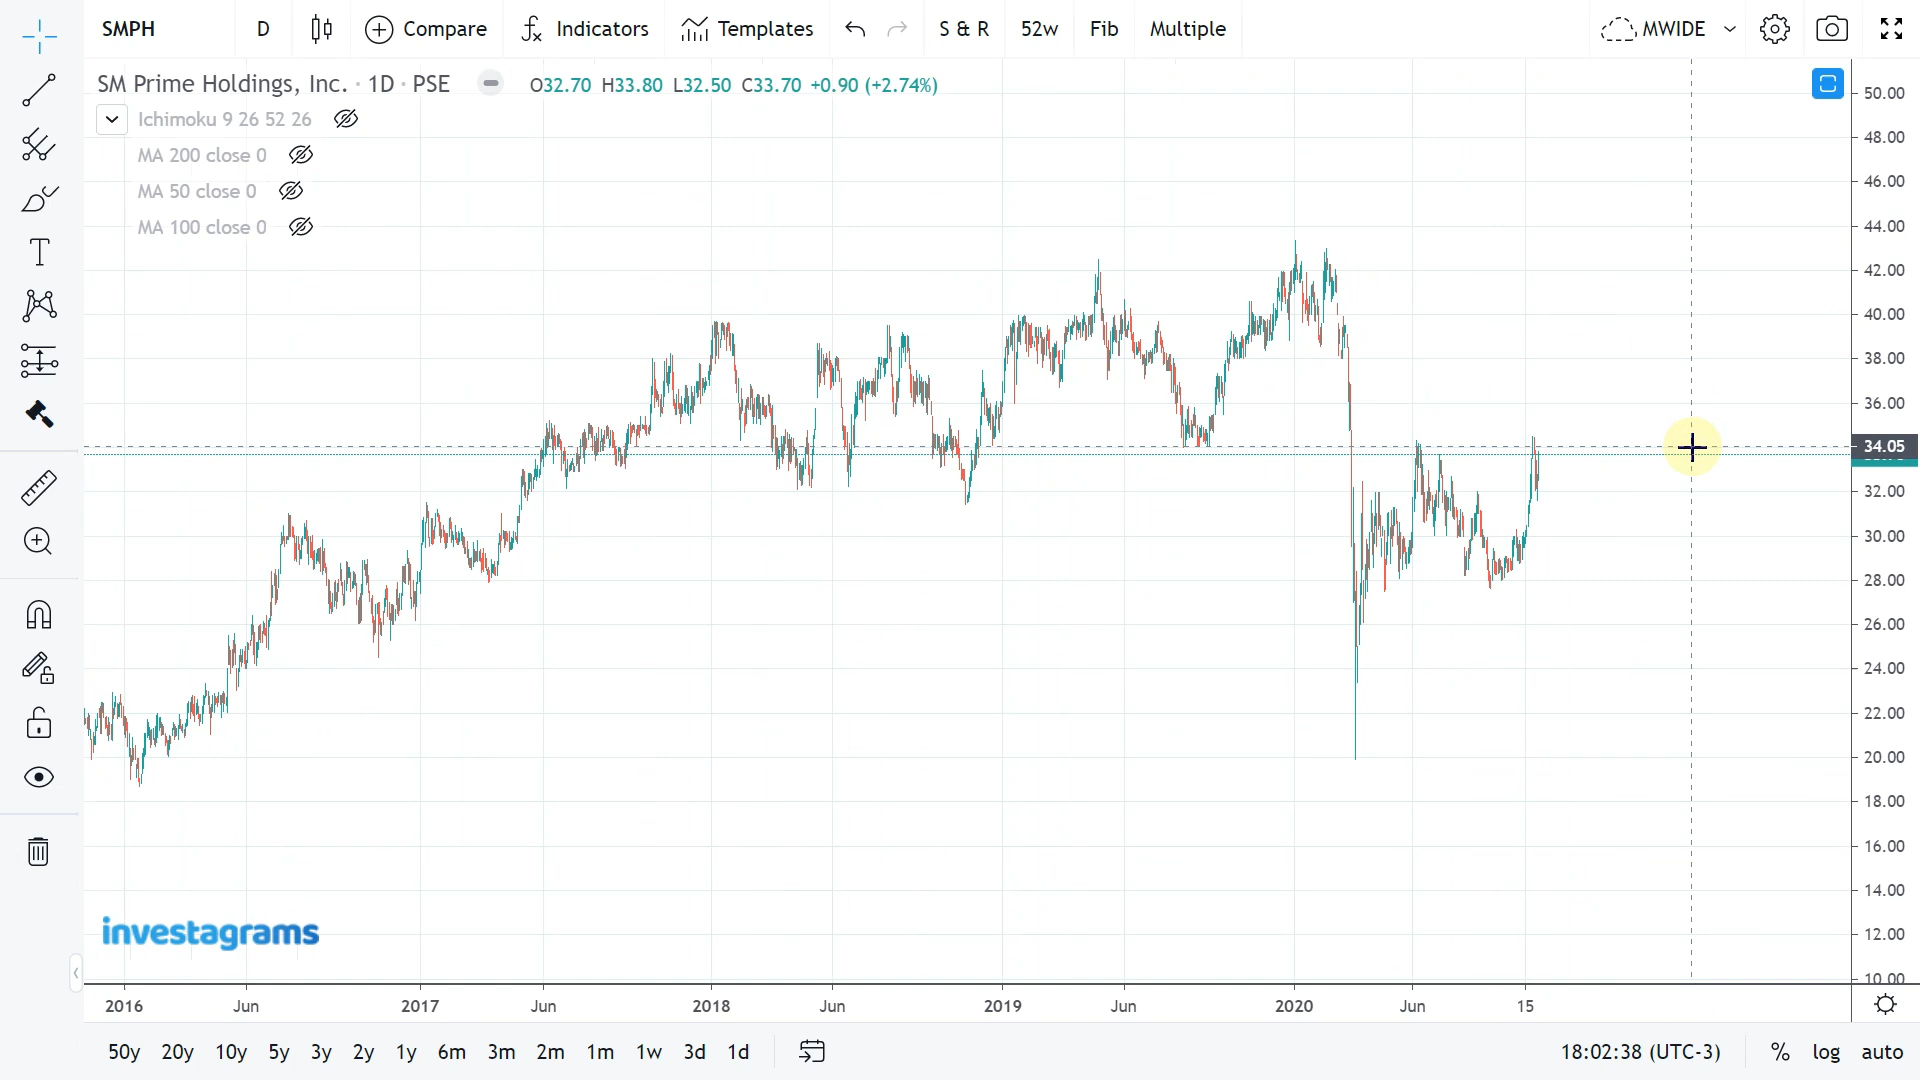 SMPH D Compare Indicators Templates S & R 52w Fib Multiple MWIDE
SM Prime Holdings, Inc. · 1D · PSE O32.70 H33.80 L32.50 C33.70 +0.90 (+2.74%)
Ichimoku 9 26 52 26
MA 200 close 0
MA 50 close 0
MA 100 close 0
50.00
48.00
46.00
44.00
42.00
40.00
38.00
36.00
34.05
32.00
30.00
28.00
26.00
24.00
22.00
20.00
18.00
16.00
14.00
12.00
10.00
investagrams
2016 Jun 2017 Jun 2018 Jun 2019 Jun 2020 Jun 15
50y 20y 10y 5y 3y 2y 1y 6m 3m 2m 1m 1w 3d 1d 18:02:38 (UTC-3) % log auto